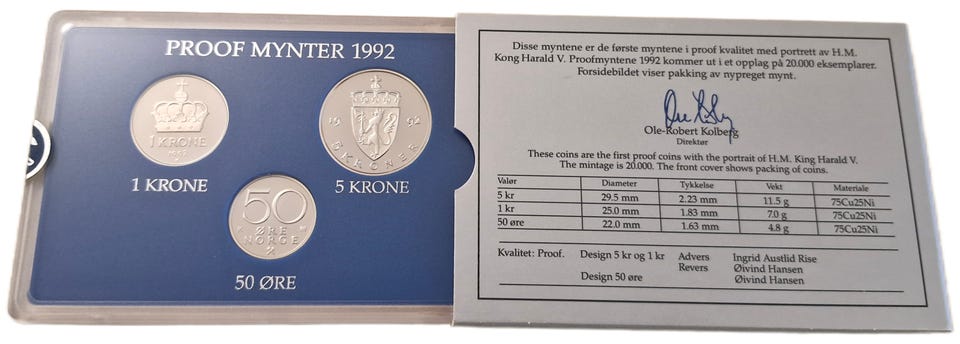 PROOF MYNTER 1992
1 KRONE
1992
1 KRONE
19 92
5 KRONER
5 KRONE
50
K
ØRE
NORGE
50 ØRE
Disse myntene er de første myntene i proof kvalitet med portrett av H.M.
Kong Harald V. Proofmyntene 1992 kommer ut i et opplag på 20.000 eksemplarer.
Forsidebildet viser pakking av nypreget mynt.
Ole-Robert Kolberg
Direktør
These coins are the first proof coins with the portrait of H.M. King Harald V.
The mintage is 20.000. The front cover shows packing of coins.
Valør Diameter Tykkelse Vekt Materiale
5 kr 29.5 mm 2.23 mm 11.5 g 75Cu25Ni
1 kr 25.0 mm 1.83 mm 7.0 g 75Cu25Ni
50 øre 22.0 mm 1.63 mm 4.8 g 75Cu25Ni
Kvalitet: Proof. Design 5 kr og 1 kr Advers Ingrid Austlid Rise
Revers Øivind Hansen
Design 50 øre Øivind Hansen